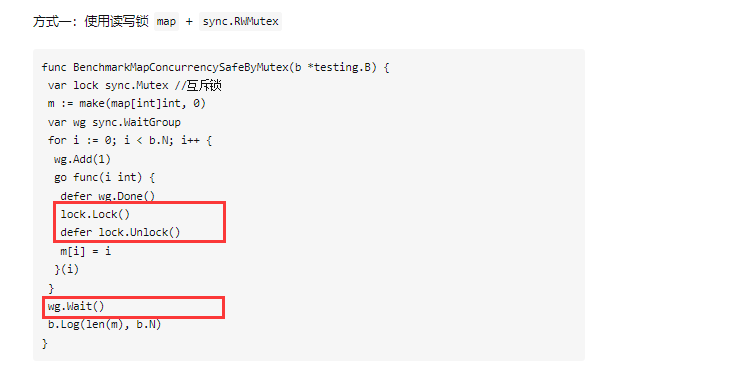 方式一：使用读写锁 map + sync.RWMutex
func BenchmarkMapConcurrencySafeByMutex(b *testing.B) {
 var lock sync.Mutex //互斥锁
 m := make(map[int]int, 0)
 var wg sync.WaitGroup
 for i := 0; i < b.N; i++ {
  wg.Add(1)
  go func(i int) {
   defer wg.Done()
   lock.Lock()
   defer lock.Unlock()
   m[i] = i
  }(i)
 }
 wg.Wait()
 b.Log(len(m), b.N)
}